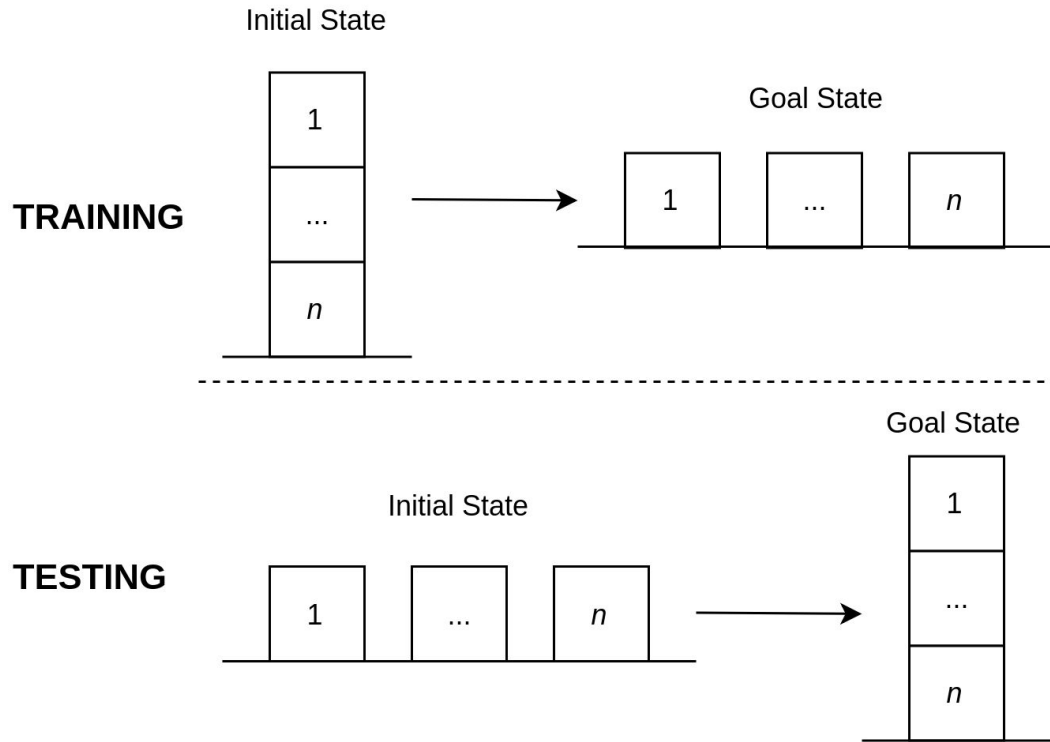 Initial State
1
...
n
TRAINING
Goal State
1
...
n
TESTING
Initial State
1
...
n
Goal State
1
...
n